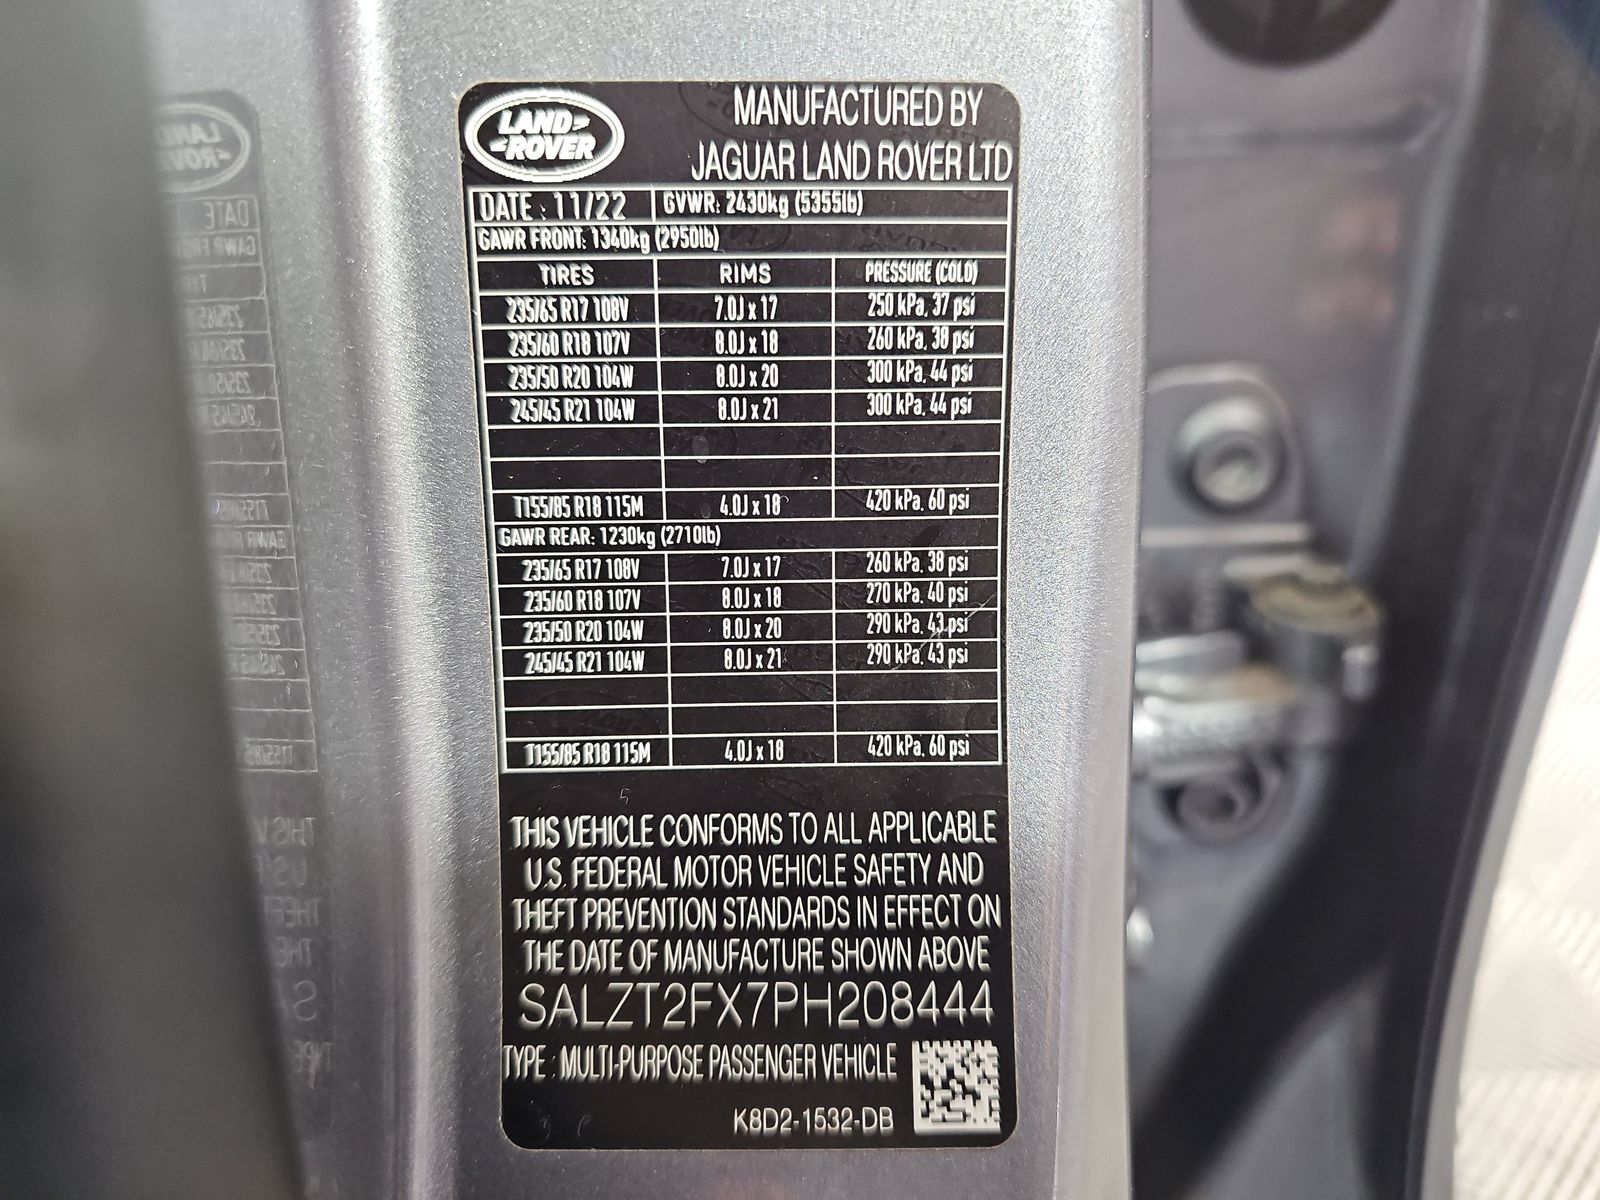 LAND-
-ROVER
MANUFACTURED BY
JAGUAR LAND ROVER LTD
DATE : 11/22 GVWR: 2430kg (5355lb)
GAWR FRONT: 1340kg (2950lb)
TIRES RIMS PRESSURE (COLD)
235/65 R17 108V 7.0J x 17 250 kPa, 37 psi
235/60 R18 107V 8.0J x 18 260 kPa, 38 psi
235/50 R20 104W 8.0J x 20 300 kPa, 44 psi
245/45 R21 104W 8.0J x 21 300 kPa, 44 psi
T155/85 R18 115M 4.0J x 18 420 kPa, 60 psi
GAWR REAR: 1230kg (2710lb)
235/65 R17 108V 7.0J x 17 260 kPa, 38 psi
235/60 R18 107V 8.0J x 18 270 kPa, 40 psi
235/50 R20 104W 8.0J x 20 290 kPa, 43 psi
245/45 R21 104W 8.0J x 21 290 kPa, 43 psi
T155/85 R18 115M 4.0J x 18 420 kPa, 60 psi
THIS VEHICLE CONFORMS TO ALL APPLICABLE
U.S. FEDERAL MOTOR VEHICLE SAFETY AND
THEFT PREVENTION STANDARDS IN EFFECT ON
THE DATE OF MANUFACTURE SHOWN ABOVE
SALZT2FX7PH208444
TYPE : MULTI-PURPOSE PASSENGER VEHICLE
K8D2-1532-DB